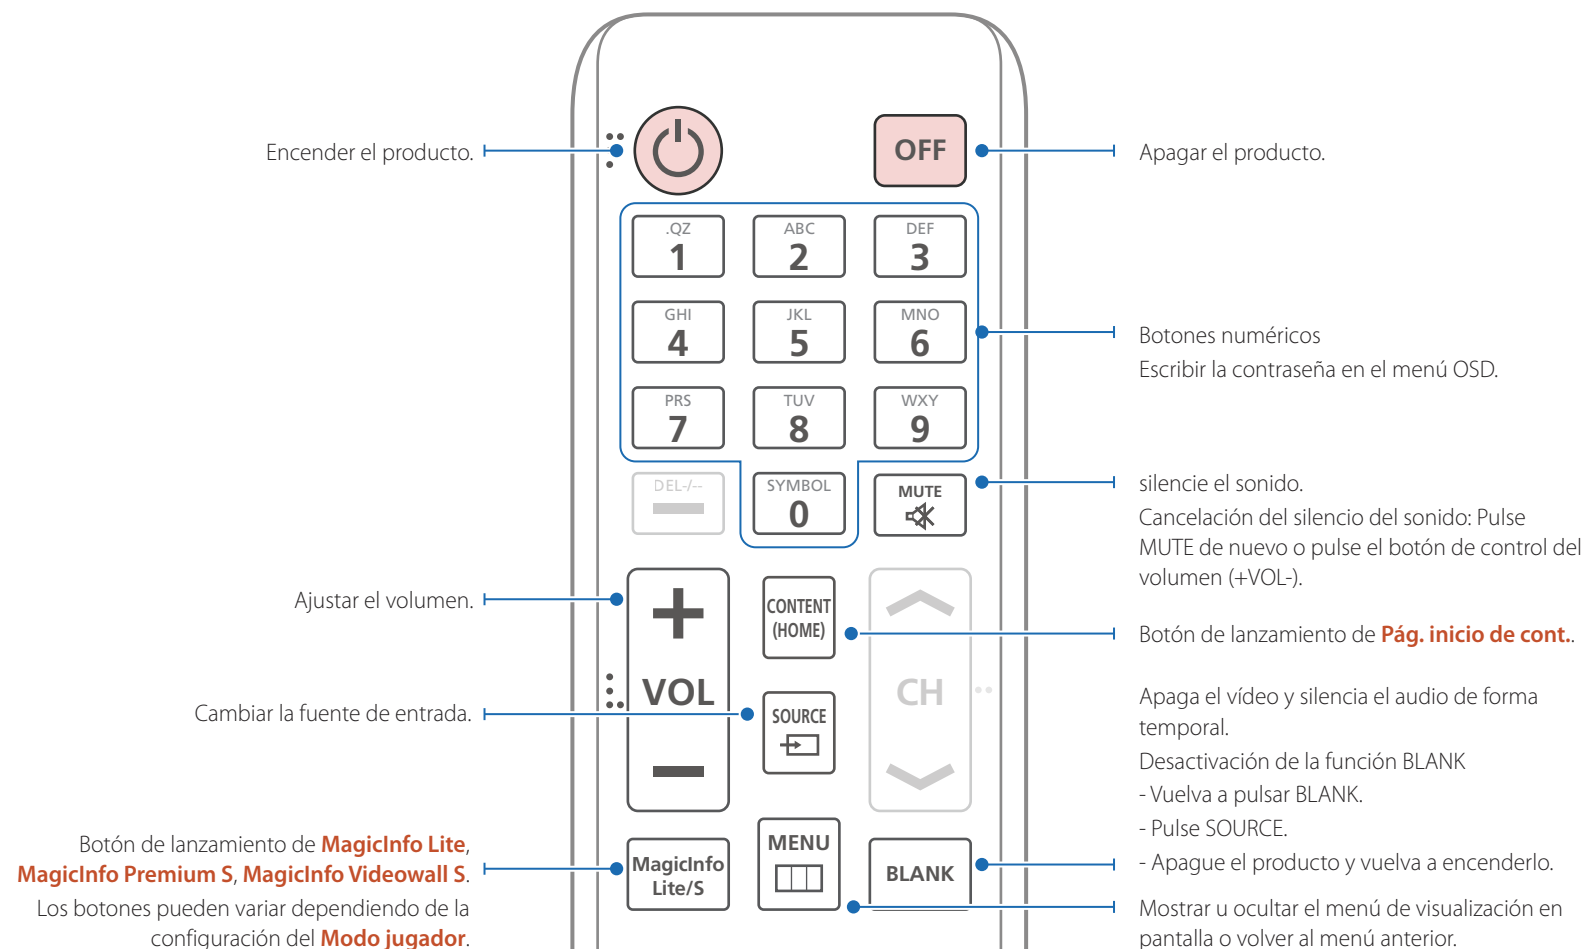 Encender el producto.
OFF
Apagar el producto.
.QZ
1
ABC
2
DEF
3
GHI
4
JKL
5
MNO
6
Botones numéricos
Escribir la contraseña en el menú OSD.
PRS
7
TUV
8
WXY
9
DEL-/--
SYMBOL
0
MUTE
silencie el sonido.
Cancelación del silencio del sonido: Pulse
MUTE de nuevo o pulse el botón de control del
volumen (+VOL-).
Ajustar el volumen.
VOL
CONTENT
(HOME)
CH
Botón de lanzamiento de Pág. inicio de cont..
Cambiar la fuente de entrada.
SOURCE
Apaga el vídeo y silencia el audio de forma
temporal.
Desactivación de la función BLANK
- Vuelva a pulsar BLANK.
- Pulse SOURCE.
- Apague el producto y vuelva a encenderlo.
Botón de lanzamiento de MagicInfo Lite,
MagicInfo Premium S, MagicInfo Videowall S.
Los botones pueden variar dependiendo de la
configuración del Modo jugador.
MagicInfo
Lite/S
MENU
BLANK
Mostrar u ocultar el menú de visualización en
pantalla o volver al menú anterior.